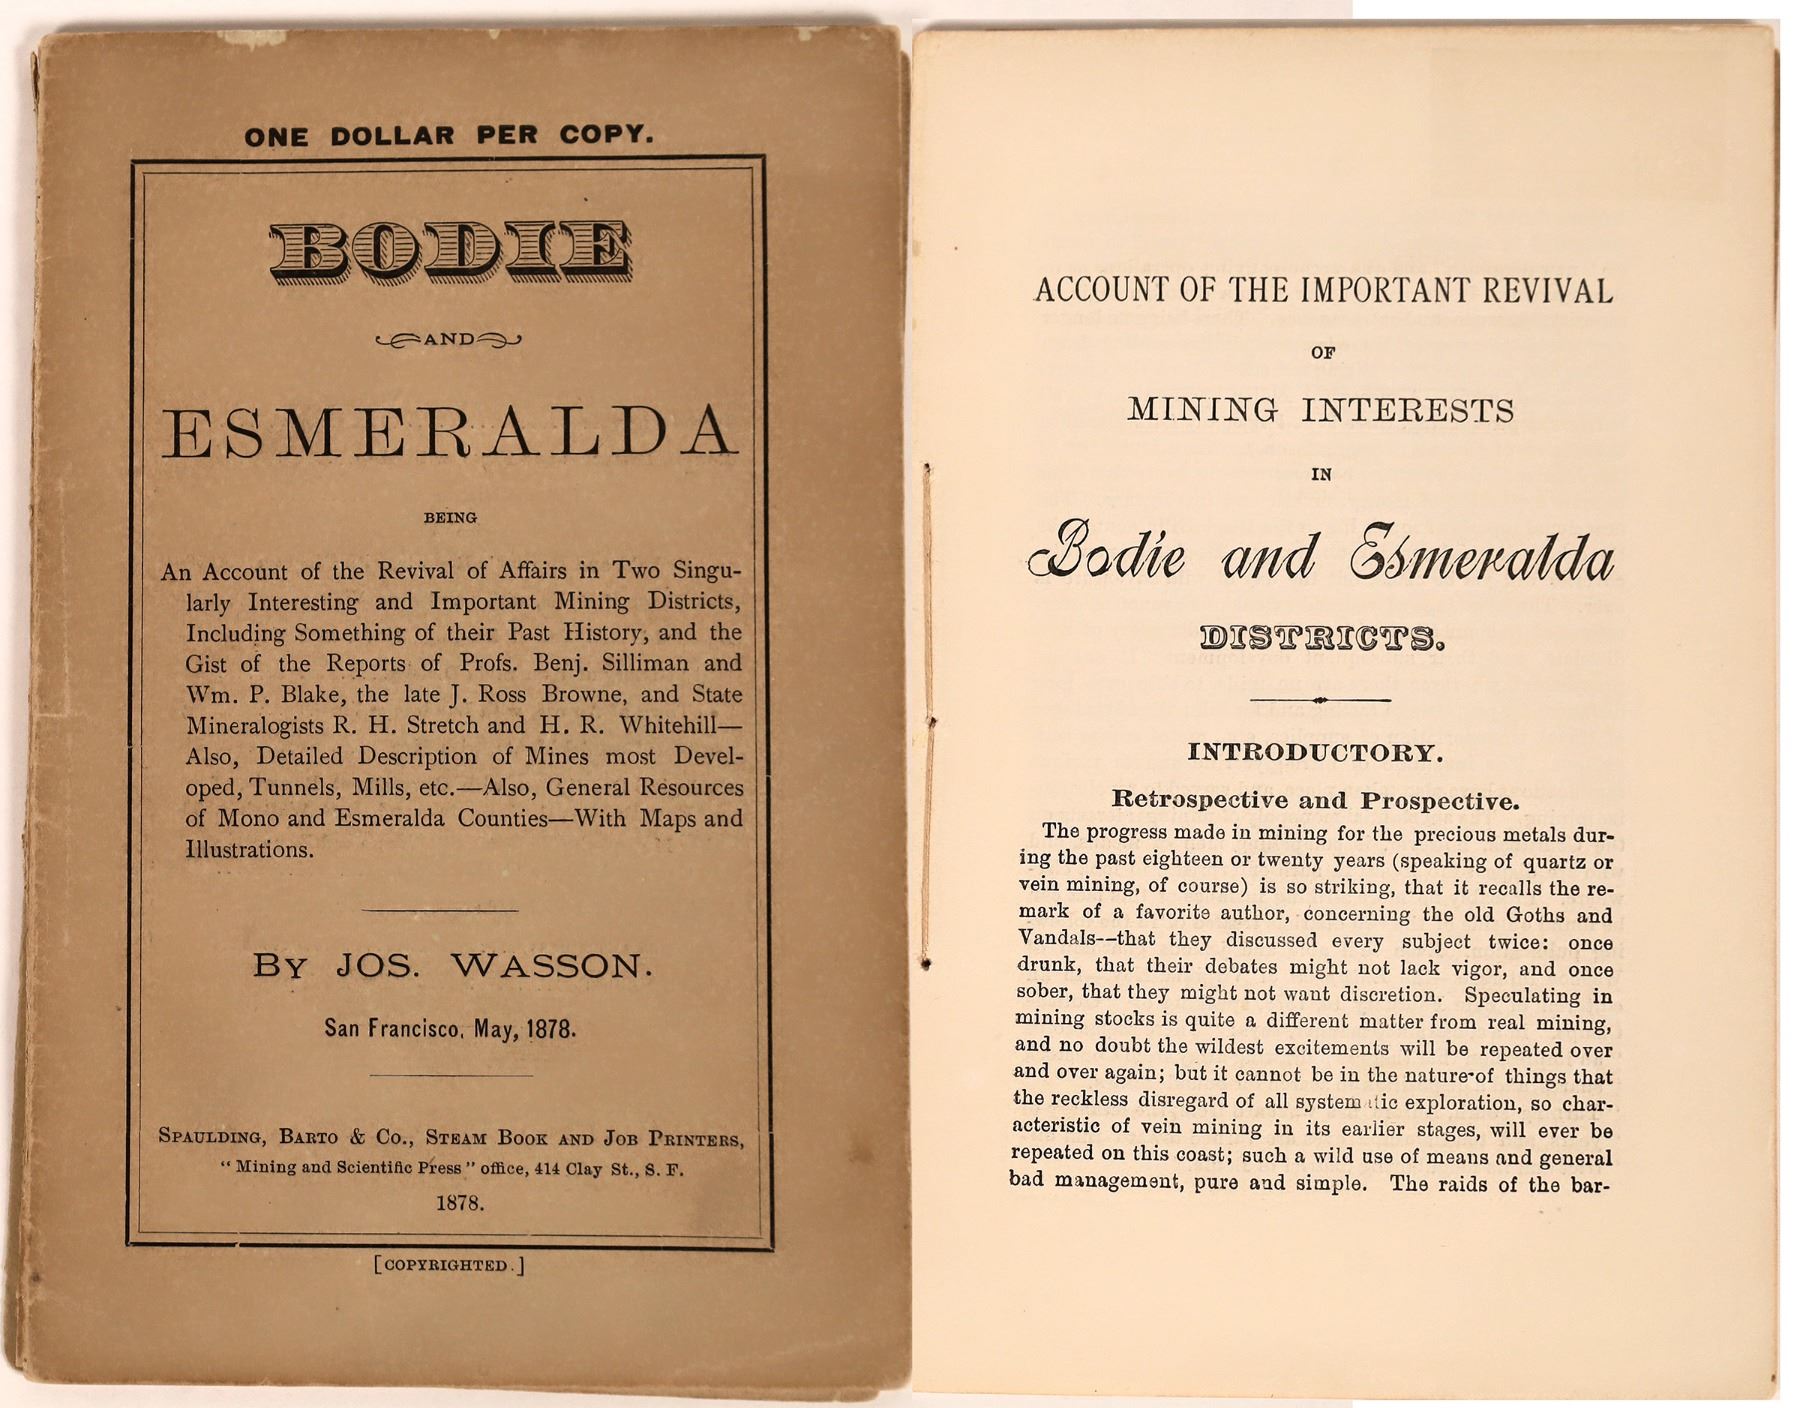 ONE DOLLAR PER COPY.
BODIE
AND
ESMERALDA
BEING
An Account of the Revival of Affairs in Two Singu-
larly Interesting and Important Mining Districts,
Including Something of their Past History, and the
Gist of the Reports of Profs. Benj. Silliman and
Wm. P. Blake, the late J. Ross Browne, and State
Mineralogists R. H. Stretch and H. R. Whitehill—
Also, Detailed Description of Mines most Devel-
oped, Tunnels, Mills, etc.—Also, General Resources
of Mono and Esmeralda Counties—With Maps and
Illustrations.
BY JOS. WASSON.
San Francisco, May, 1878.
SPAULDING, BARTO & CO., STEAM BOOK AND JOB PRINTERS,
"Mining and Scientific Press" office, 414 Clay St., S. F.
1878.
[COPYRIGHTED.]
ACCOUNT OF THE IMPORTANT REVIVAL
OF
MINING INTERESTS
IN
Bodie and Esmeralda
DISTRICTS.
INTRODUCTORY.
Retrospective and Prospective.
The progress made in mining for the precious metals dur-
ing the past eighteen or twenty years (speaking of quartz or
vein mining, of course) is so striking, that it recalls the re-
mark of a favorite author, concerning the old Goths and
Vandals--that they discussed every subject twice: once
drunk, that their debates might not lack vigor, and once
sober, that they might not want discretion. Speculating in
mining stocks is quite a different matter from real mining,
and no doubt the wildest excitements will be repeated over
and over again; but it cannot be in the nature of things that
the reckless disregard of all systematic exploration, so char-
acteristic of vein mining in its earlier stages, will ever be
repeated on this coast; such a wild use of means and general
bad management, pure and simple. The raids of the bar-